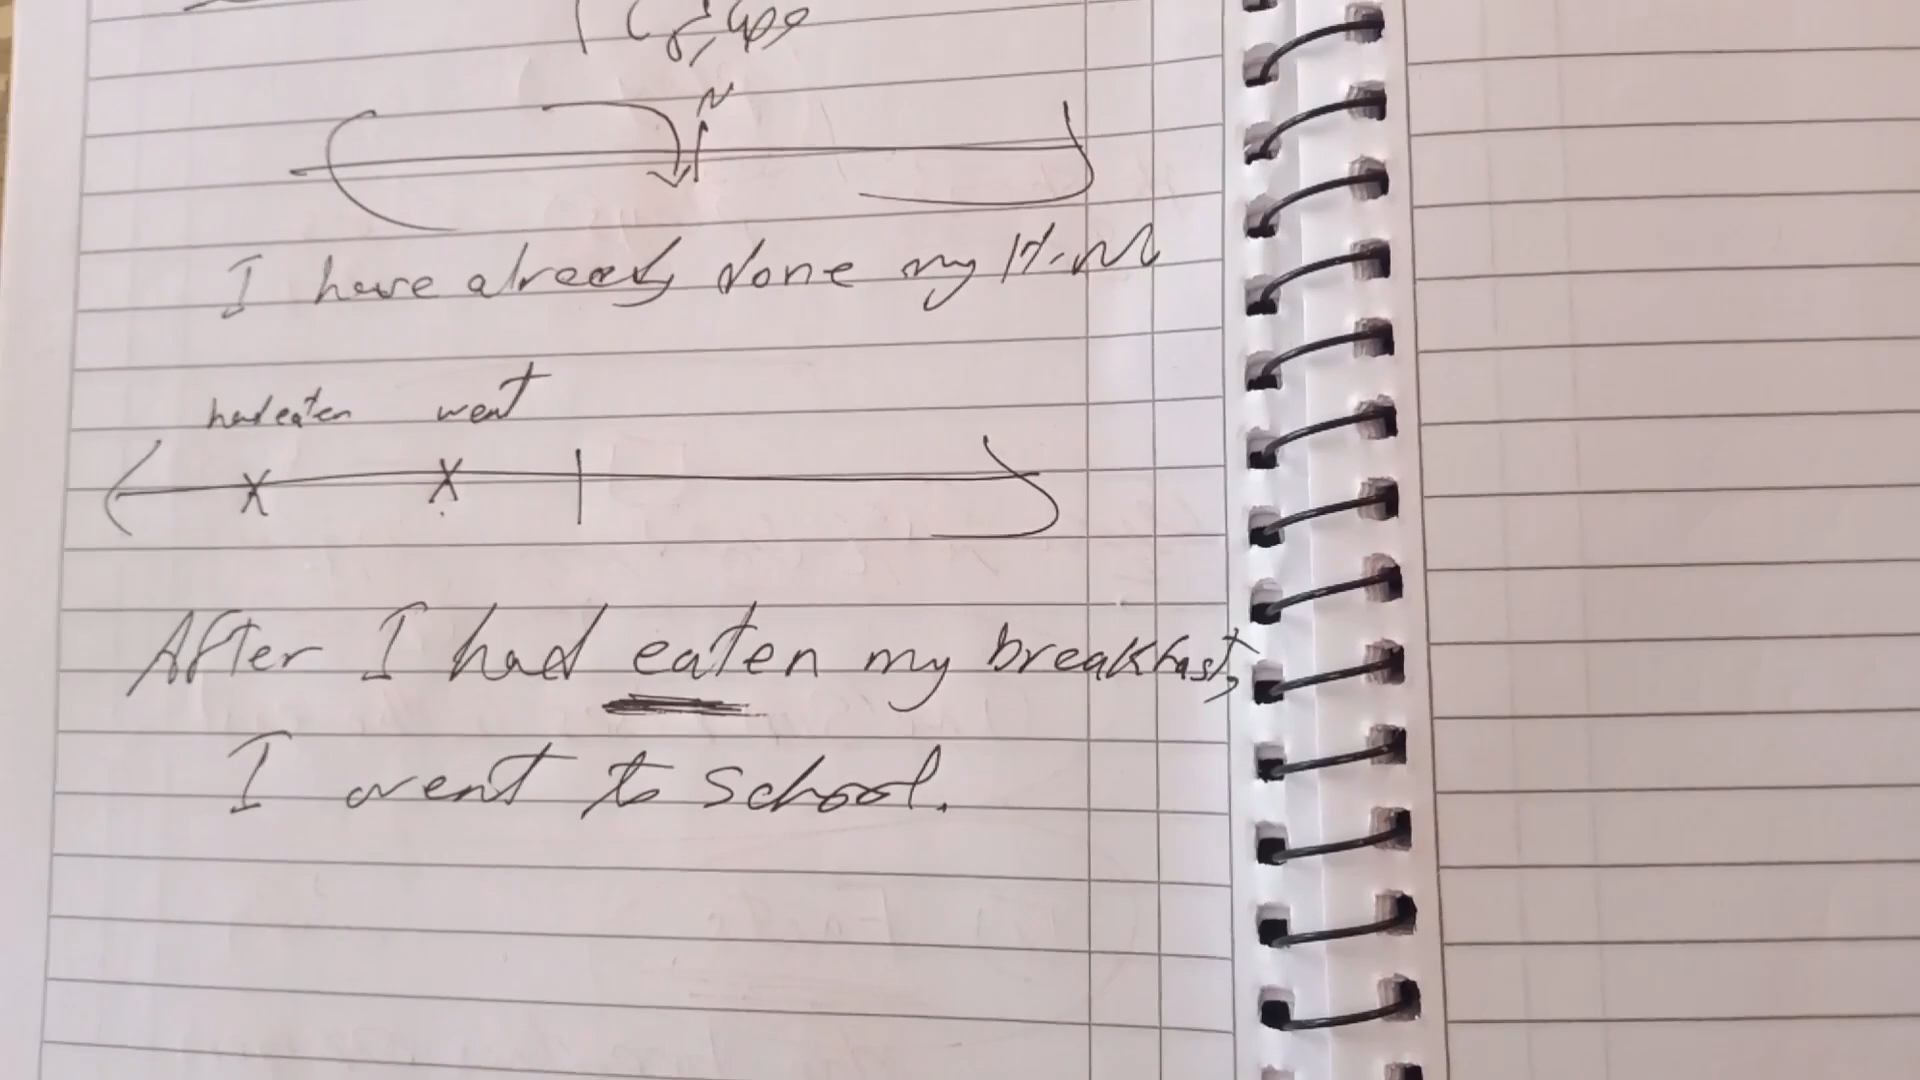 N
I have already done my H.W
had eaten went
After I had eaten my breakfast,
I went to school.